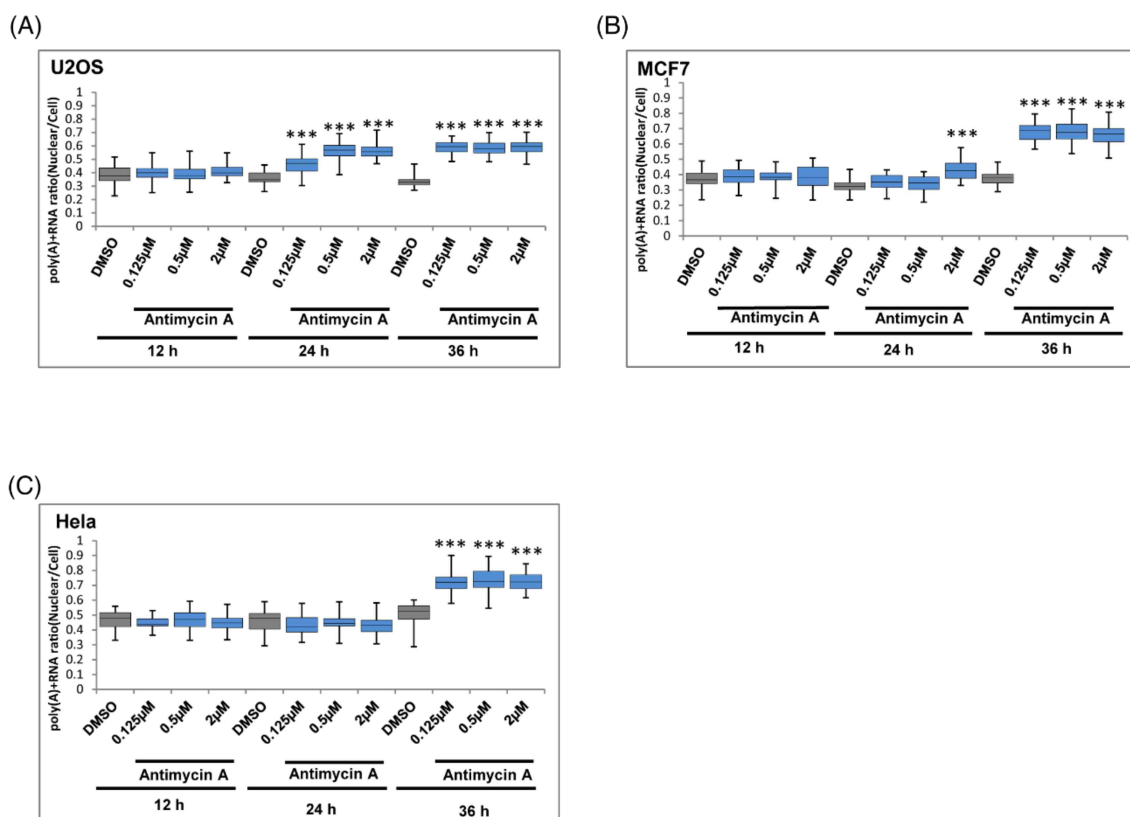 (A)
U2OS
poly(A)+RNA ratio(Nuclear/Cell)
1
0.9
0.8
0.7
0.6
0.5
0.4
0.3
0.2
0.1
0
*** *** *** *** *** ***
DMSO 0.125µM 0.5µM 2µM DMSO 0.125µM 0.5µM 2µM DMSO 0.125µM 0.5µM 2µM
Antimycin A Antimycin A Antimycin A
12 h 24 h 36 h
(B)
MCF7
poly(A)+RNA ratio(Nuclear/Cell)
1
0.9
0.8
0.7
0.6
0.5
0.4
0.3
0.2
0.1
0
*** *** *** ***
DMSO 0.125µM 0.5µM 2µM DMSO 0.125µM 0.5µM 2µM DMSO 0.125µM 0.5µM 2µM
Antimycin A Antimycin A Antimycin A
12 h 24 h 36 h
(C)
Hela
poly(A)+RNA ratio(Nuclear/Cell)
1
0.9
0.8
0.7
0.6
0.5
0.4
0.3
0.2
0.1
0
*** *** ***
DMSO 0.125µM 0.5µM 2µM DMSO 0.125µM 0.5µM 2µM DMSO 0.125µM 0.5µM 2µM
Antimycin A Antimycin A Antimycin A
12 h 24 h 36 h